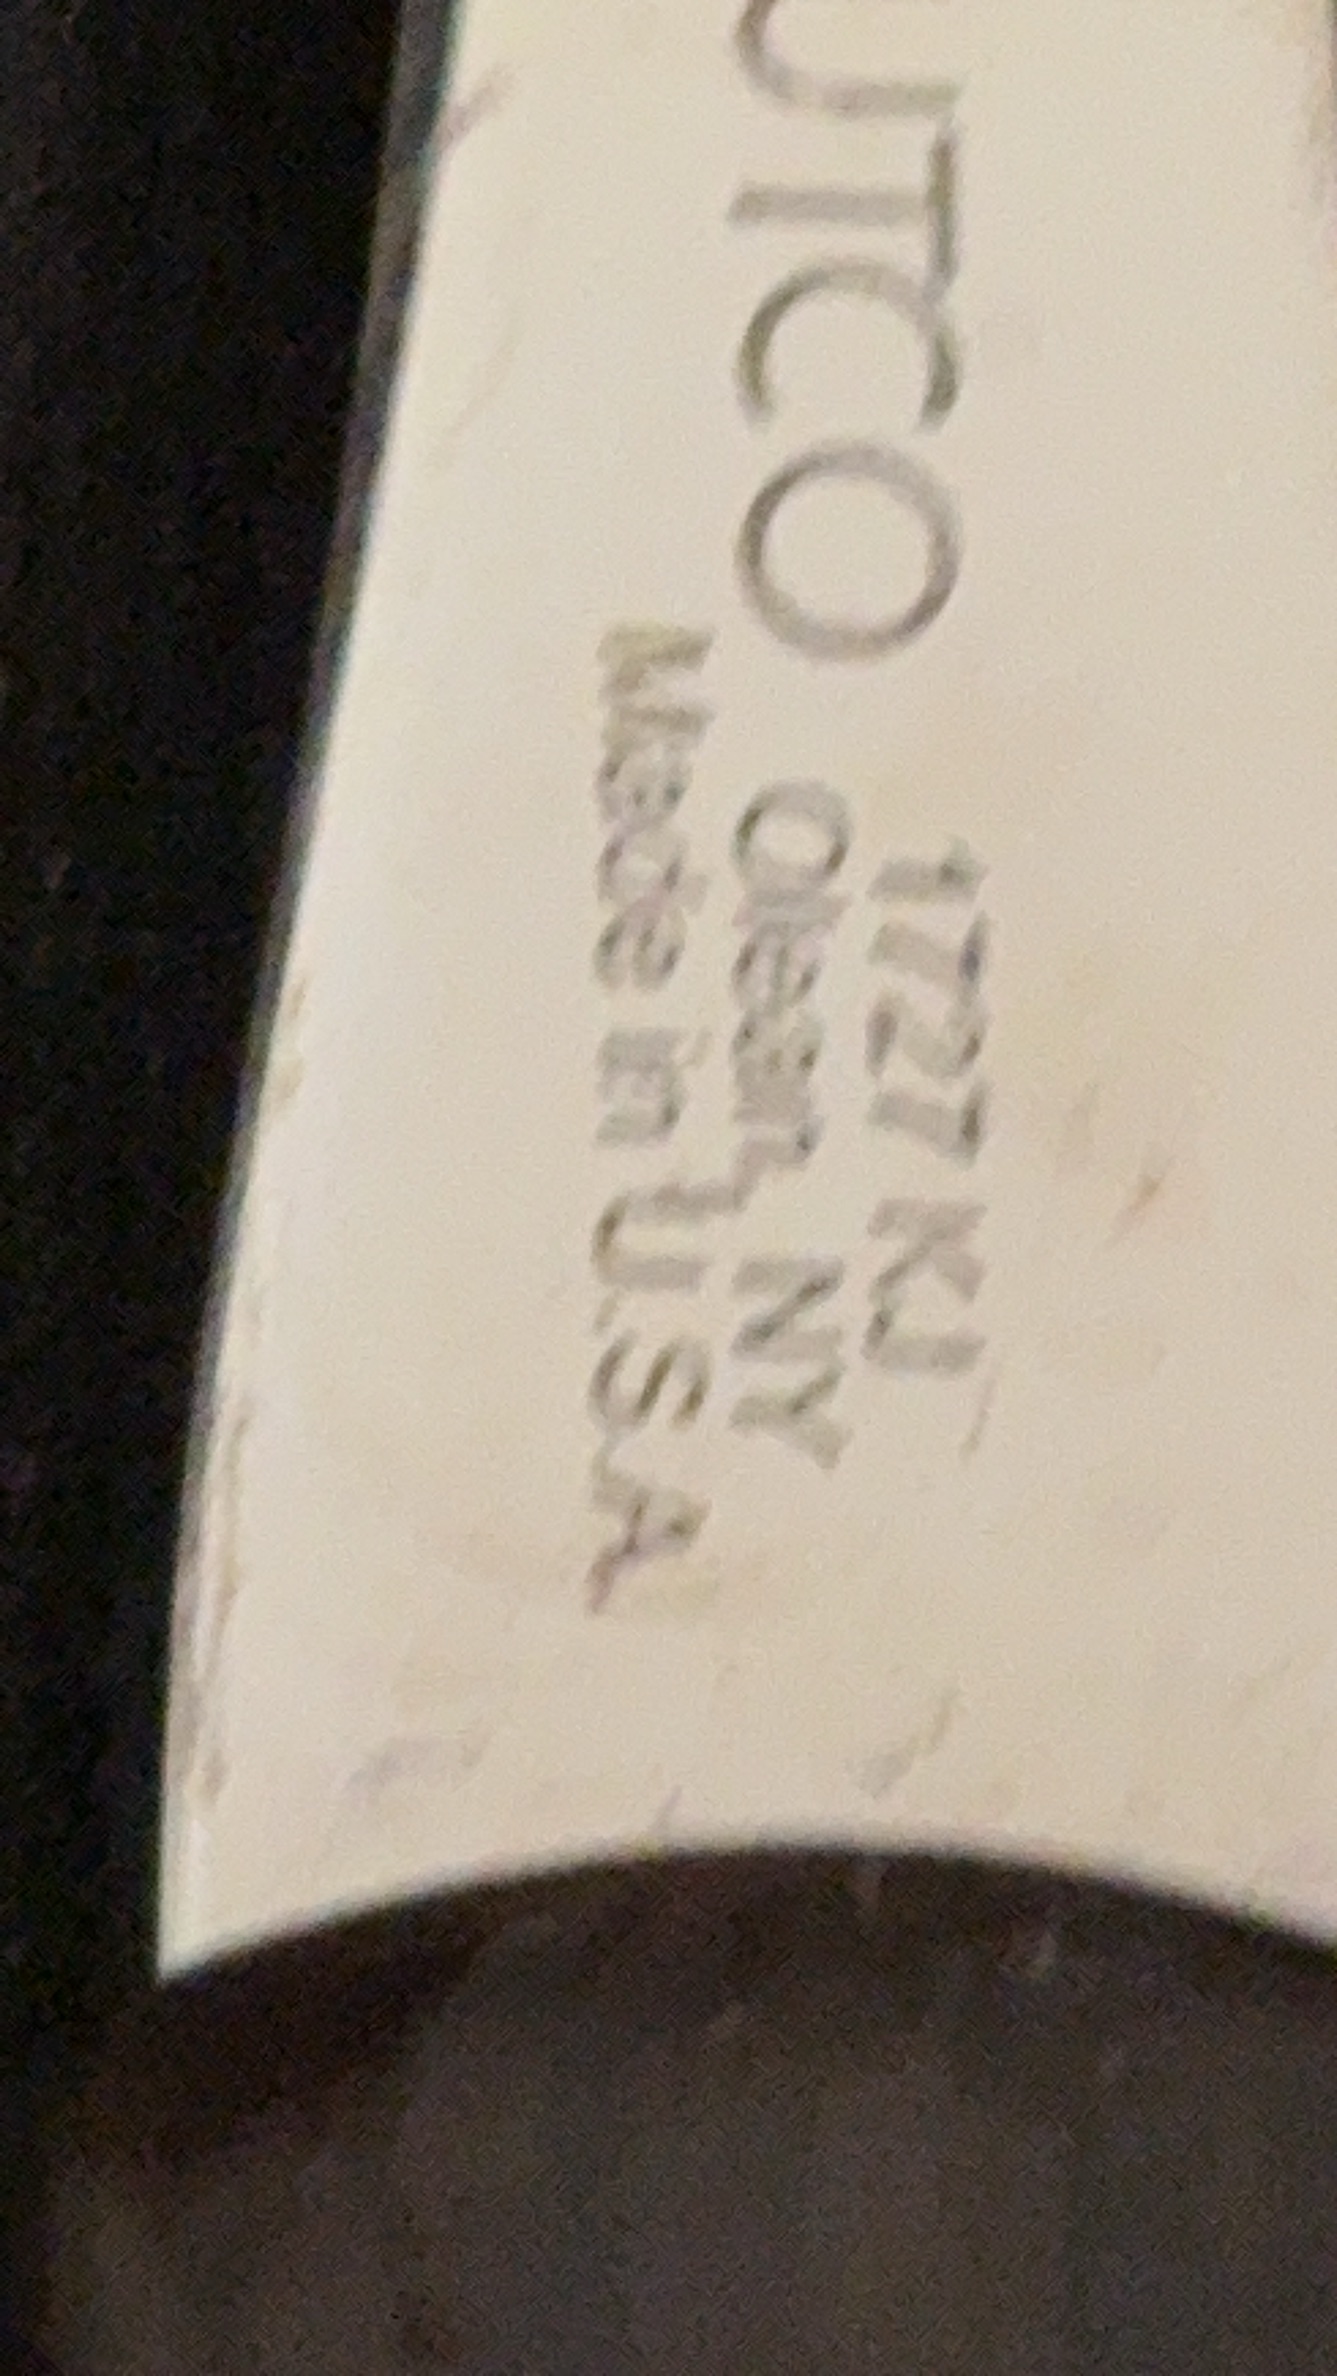 UTCO
1727 KJ
Olean, NY
Made in U.S.A